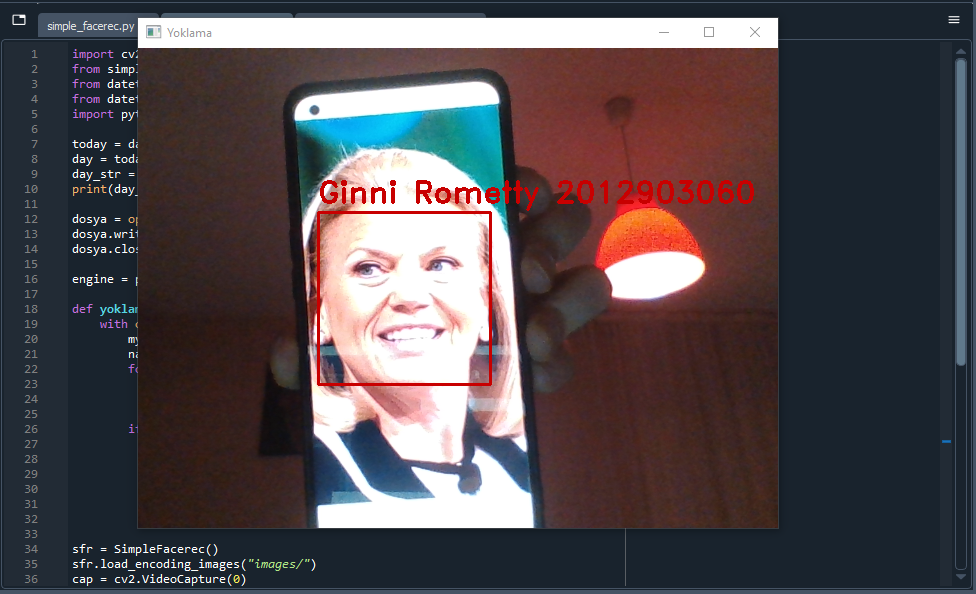 simple_facerec.py
Yoklama
1 import cv2
2 from simpl
3 from datet
4 from datet
5 import pyt
6
7 today = da
8 day = toda
9 day_str =
10 print(day_
11
12 dosya = op
13 dosya.writ
14 dosya.clos
15
16 engine = p
17
18 def yoklam
19 with o
20 my
21 na
22 fo
23
24
25
26 if
27
28
29
30
31
32
33
34 sfr = SimpleFacerec()
35 sfr.load_encoding_images("images/")
36 cap = cv2.VideoCapture(0)
Ginni Rometty 2012903060